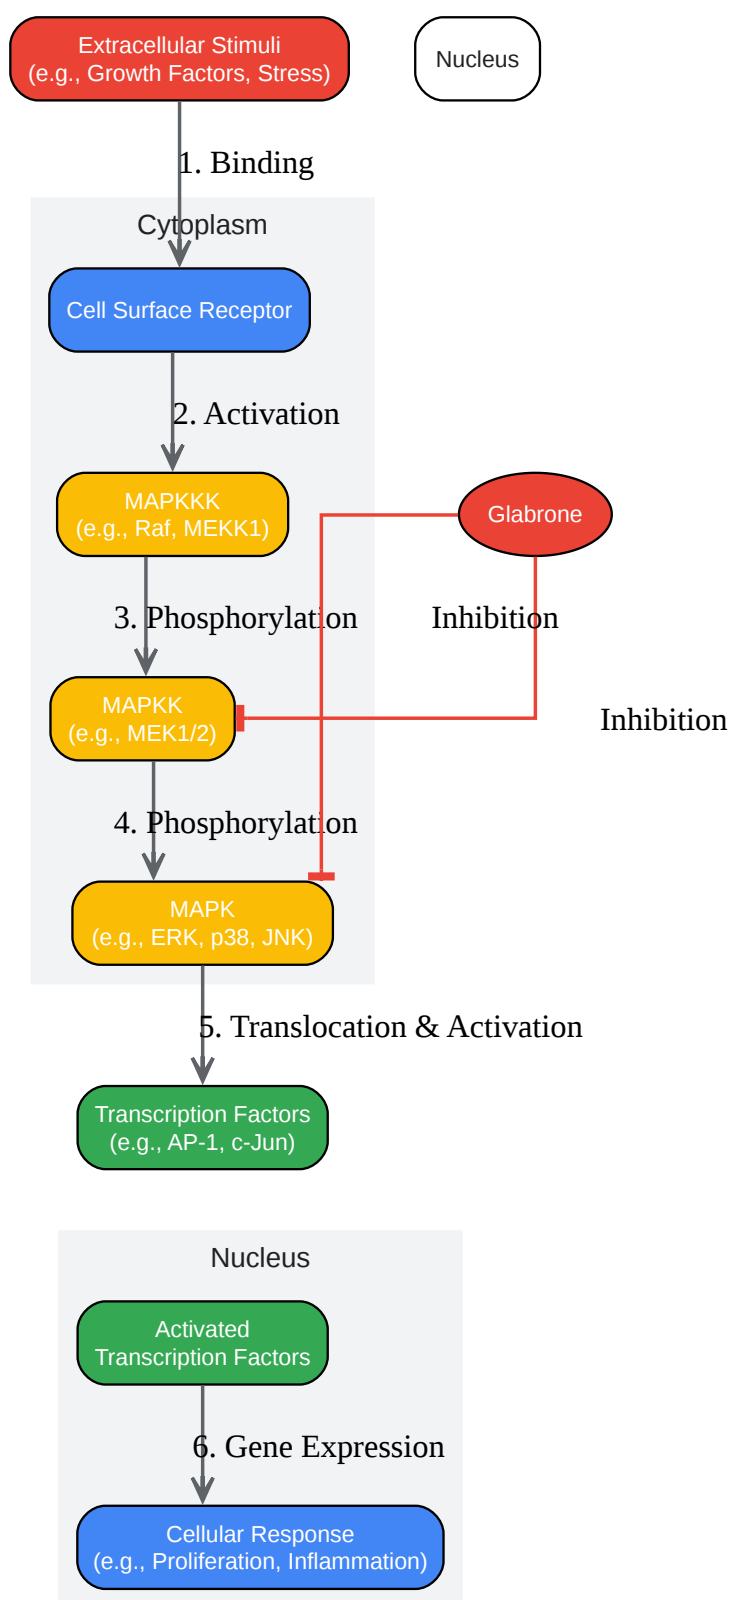 Extracellular Stimuli
(e.g., Growth Factors, Stress)
Nucleus
1. Binding
Cytoplasm
Cell Surface Receptor
2. Activation
MAPKKK
(e.g., Raf, MEKK1)
Glabrone
3. Phosphorylation
Inhibition
MAPKK
(e.g., MEK1/2)
Inhibition
4. Phosphorylation
MAPK
(e.g., ERK, p38, JNK)
5. Translocation & Activation
Transcription Factors
(e.g., AP-1, c-Jun)
Nucleus
Activated
Transcription Factors
6. Gene Expression
Cellular Response
(e.g., Proliferation, Inflammation)